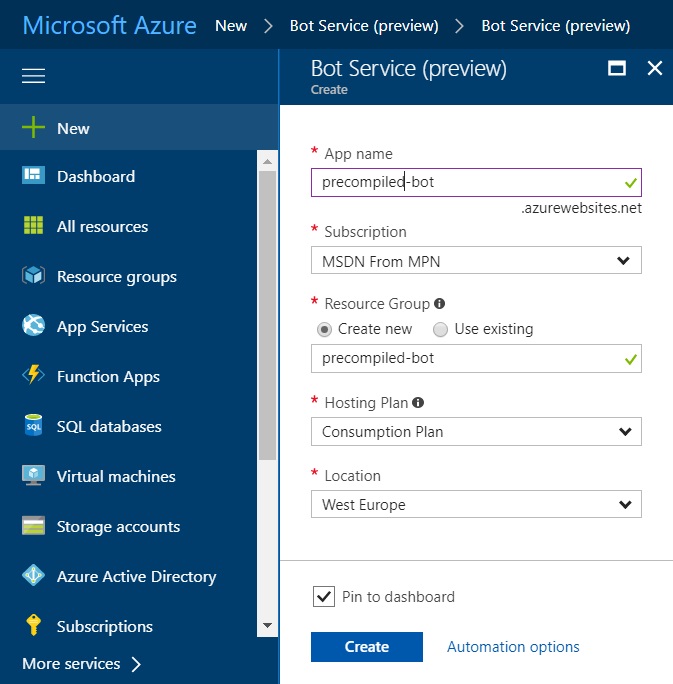 Microsoft Azure New > Bot Service (preview) > Bot Service (preview)
Bot Service (preview)
Create
New
Dashboard
All resources
Resource groups
App Services
Function Apps
SQL databases
SQL
Virtual machines
Storage accounts
Azure Active Directory
Subscriptions
More services >
* App name
precompiled-bot
.azurewebsites.net
* Subscription
MSDN From MPN
* Resource Group
Create new Use existing
precompiled-bot
* Hosting Plan
Consumption Plan
* Location
West Europe
Pin to dashboard
Create Automation options